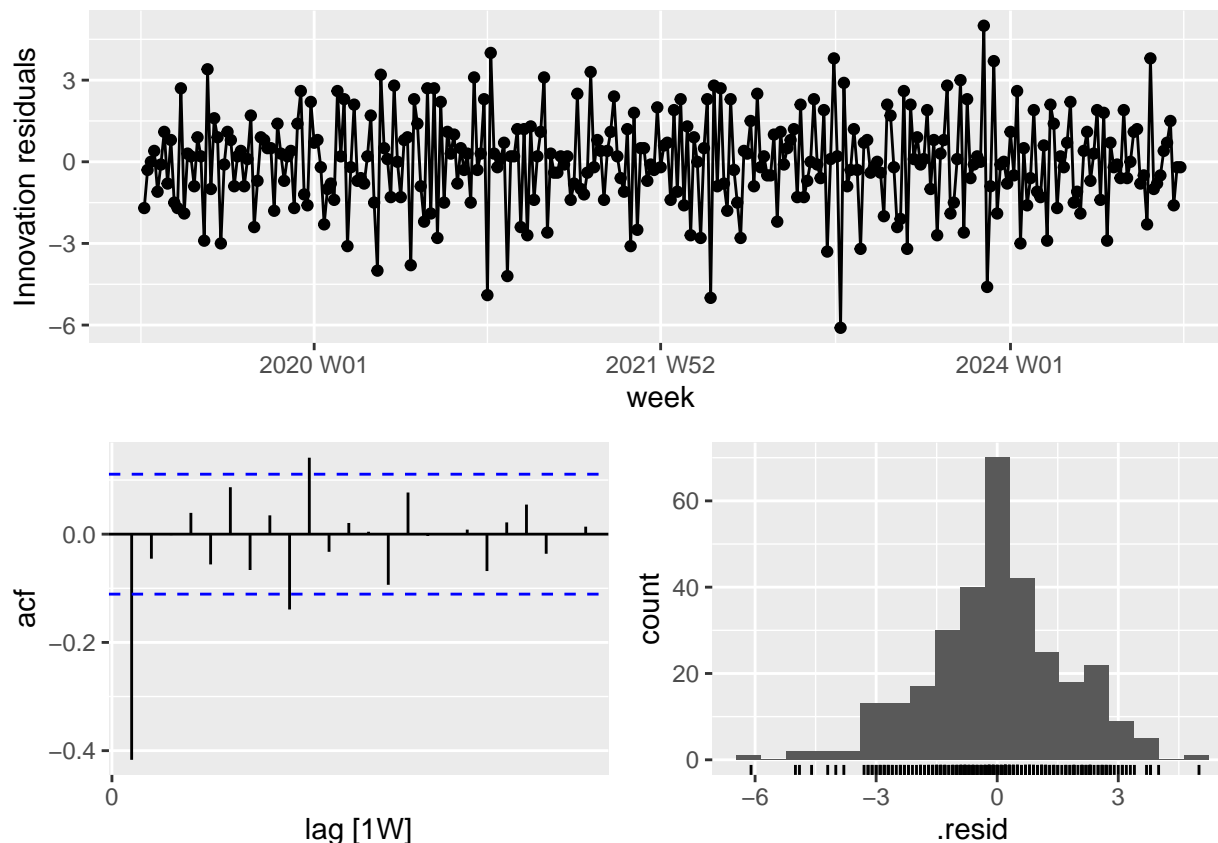 Innovation residuals
3
0
−3
−6
2020 W01
2021 W52
2024 W01
week
acf
0.0
−0.2
−0.4
0
lag [1W]
count
60
40
20
0
−6
−3
0
3
.resid